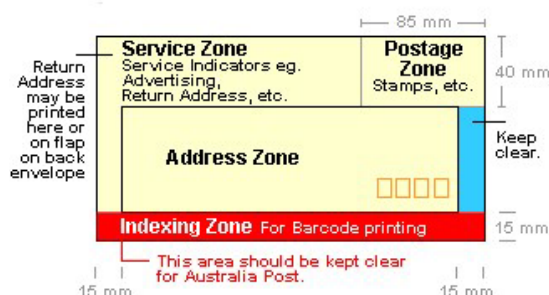 85 mm
Service Zone
Service Indicators eg.
Advertising,
Return Address, etc.
Postage
Zone
Stamps, etc.
40 mm
Return
Address
may be
printed
here or
on flap
on back
envelope
Address Zone
Keep
clear.
Indexing Zone For Barcode printing
15 mm
This area should be kept clear
for Australia Post.
15 mm
15 mm